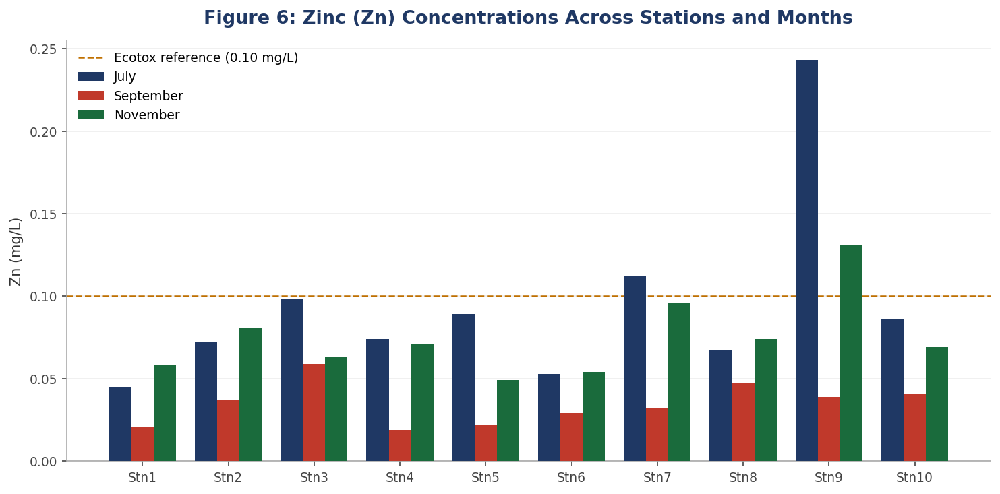 Figure 6: Zinc (Zn) Concentrations Across Stations and Months
Ecotox reference (0.10 mg/L)
July
September
November
Zn (mg/L)
0.25
0.20
0.15
0.10
0.05
0.00
Stn1 Stn2 Stn3 Stn4 Stn5 Stn6 Stn7 Stn8 Stn9 Stn10